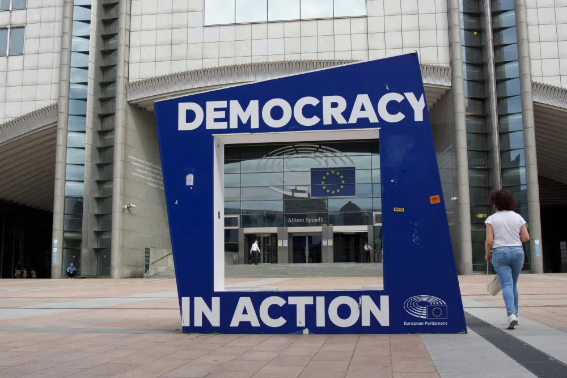 DEMOCRACY
Altiero Spinelli
IN ACTION
European Parliament